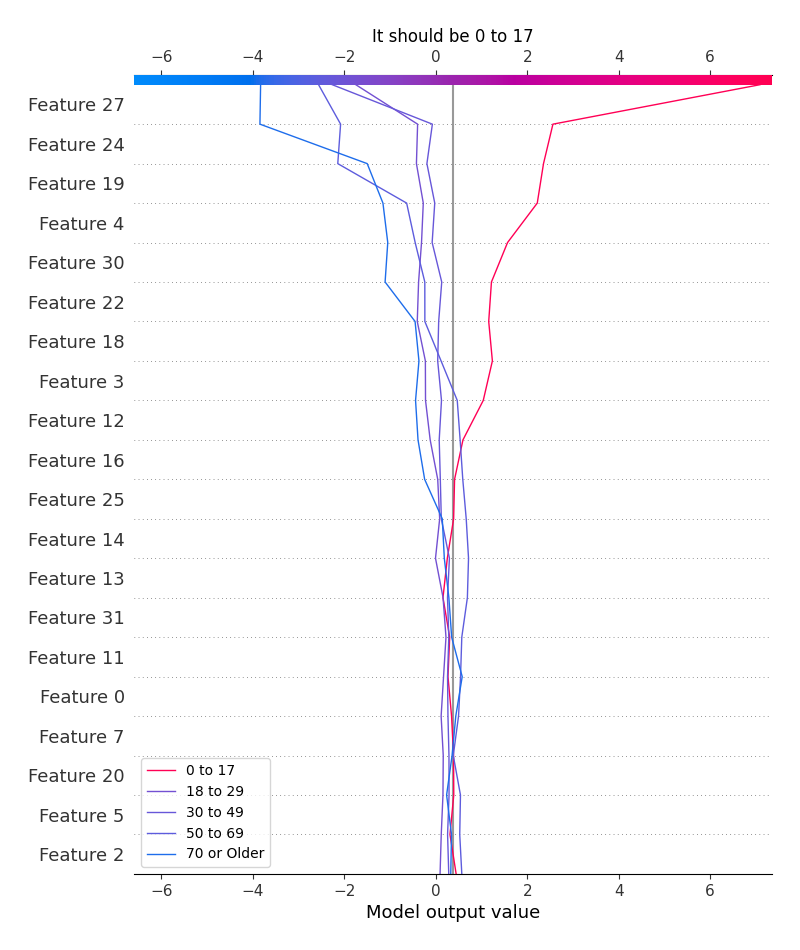 It should be 0 to 17
−6 −4 −2 0 2 4 6
Feature 27
Feature 24
Feature 19
Feature 4
Feature 30
Feature 22
Feature 18
Feature 3
Feature 12
Feature 16
Feature 25
Feature 14
Feature 13
Feature 31
Feature 11
Feature 0
Feature 7
Feature 20
Feature 5
Feature 2
0 to 17
18 to 29
30 to 49
50 to 69
70 or Older
−6 −4 −2 0 2 4 6
Model output value